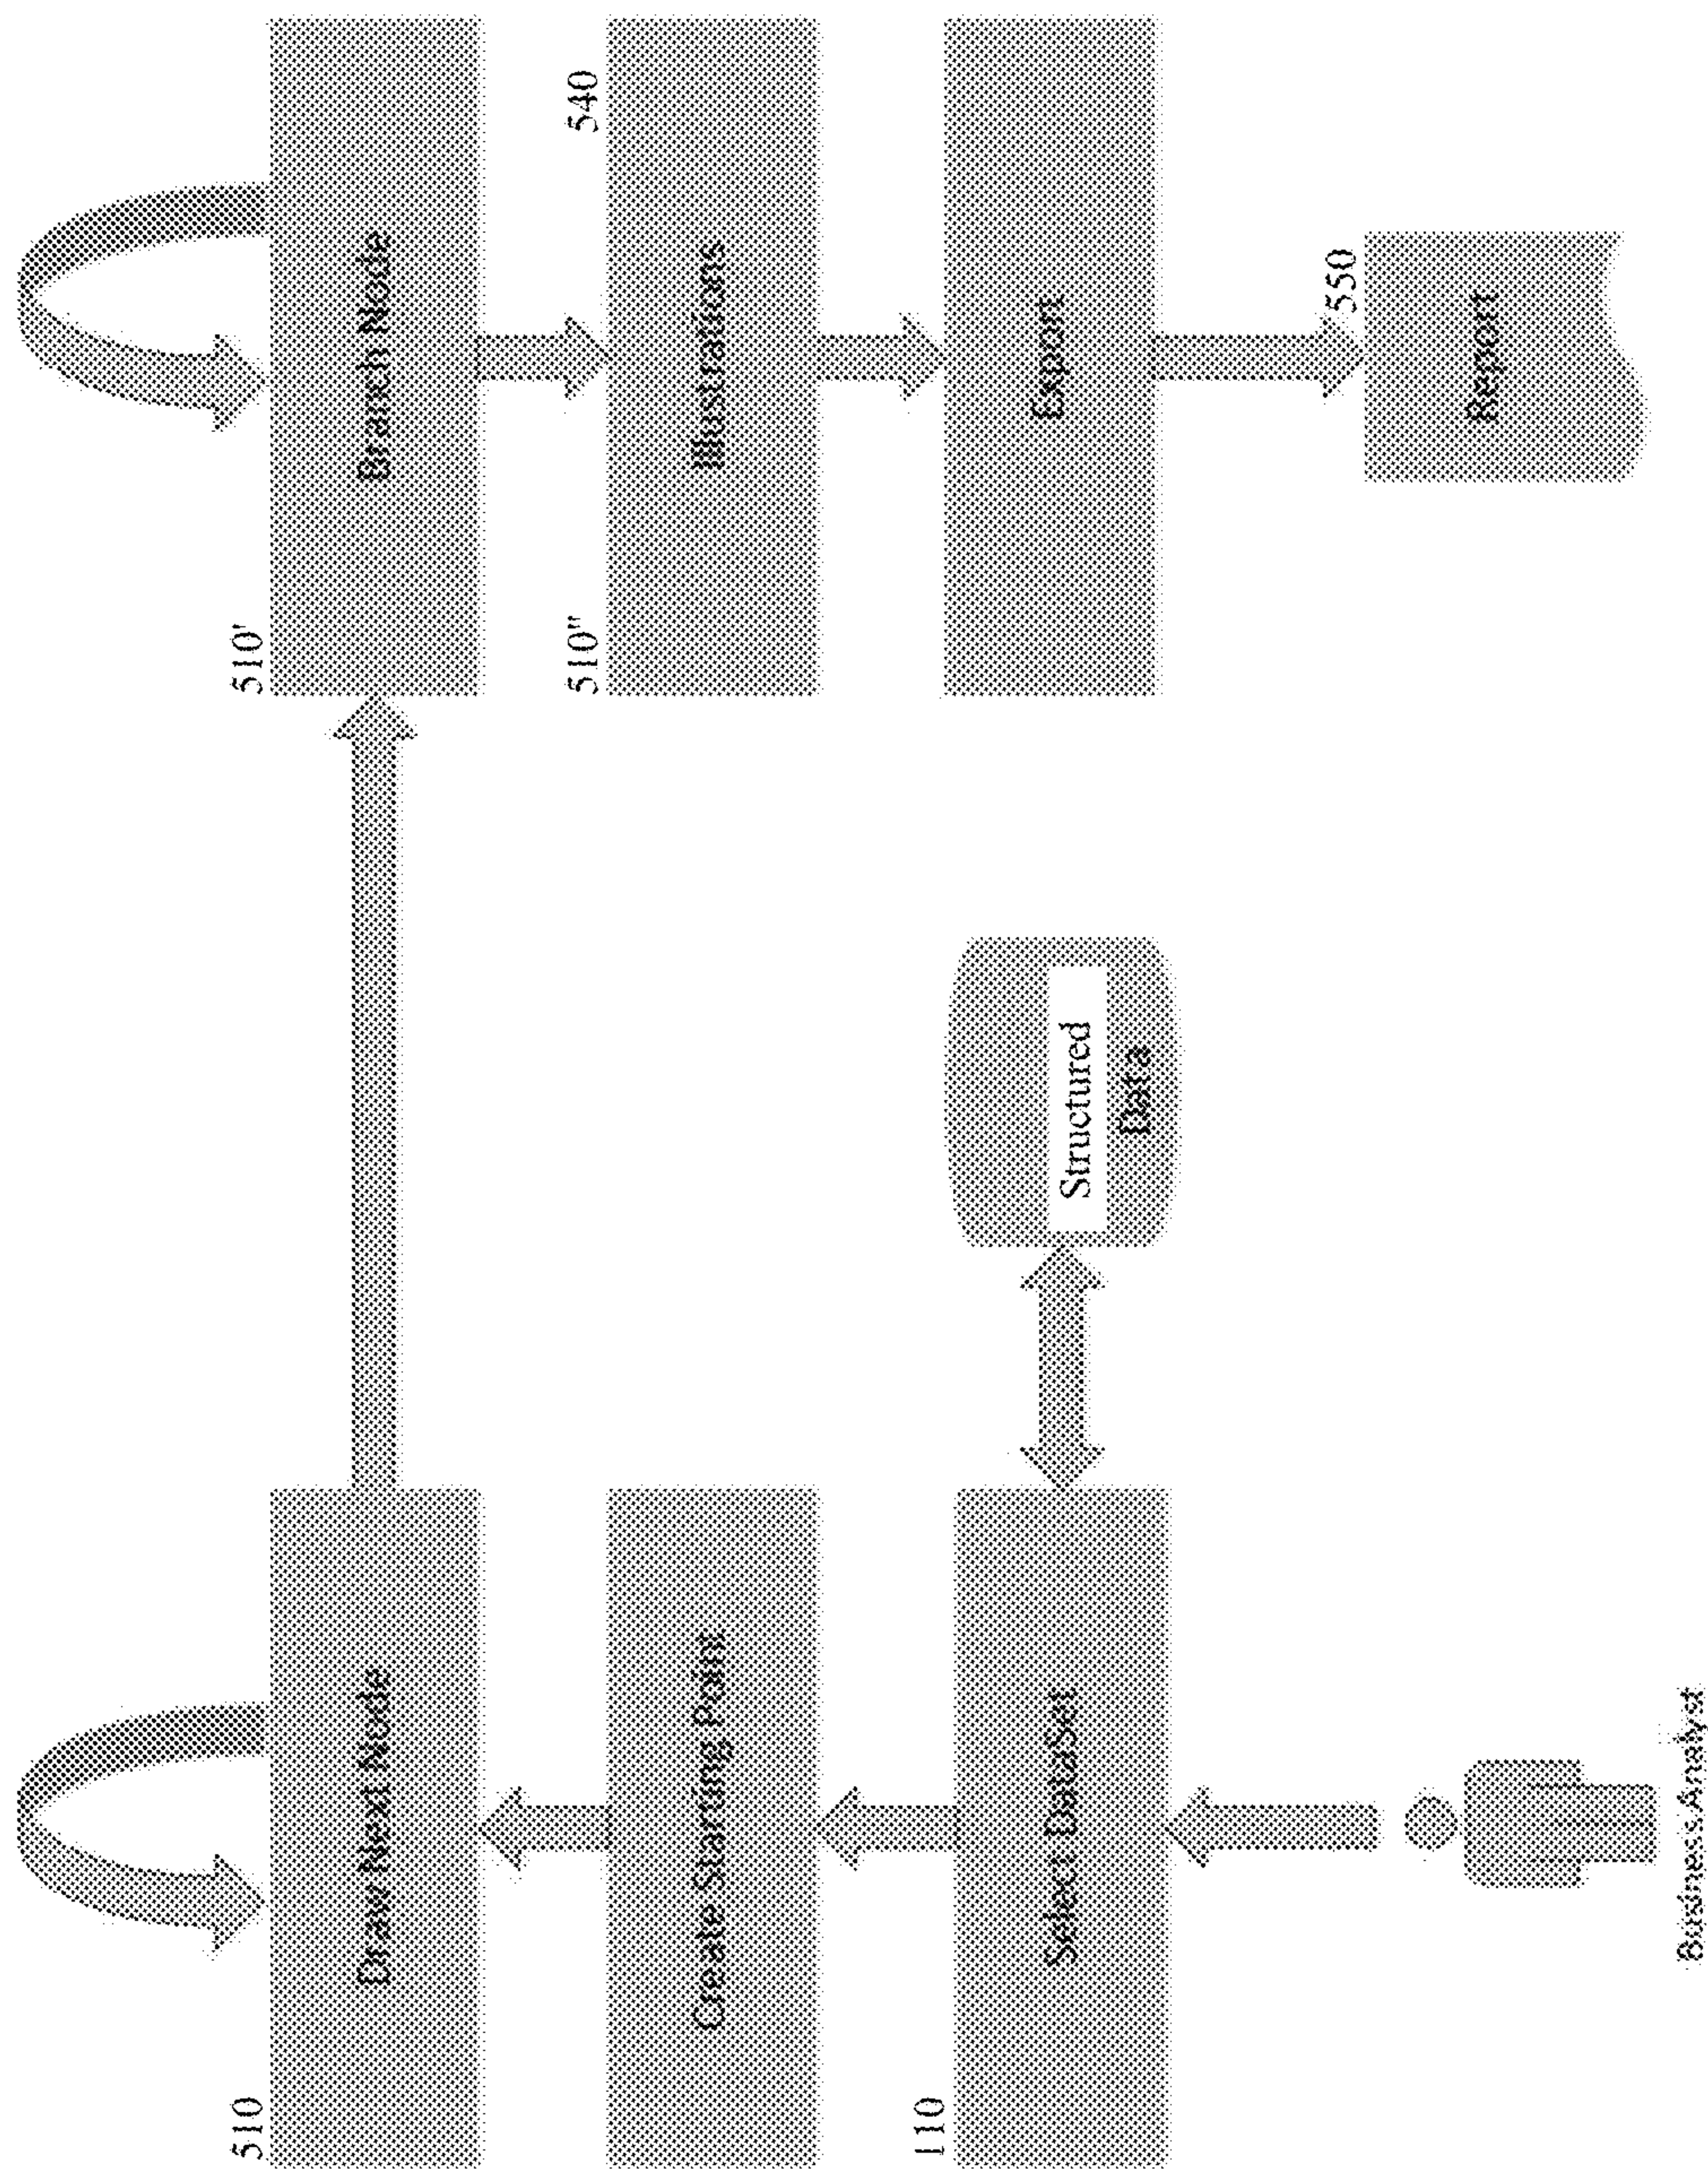 510
Draw Next Node
510'
Branch Node
Create Starting Point
510"
540
Illustrations
110
Select DataSet
Structured
Data
Export
550
Report
Business Analyst